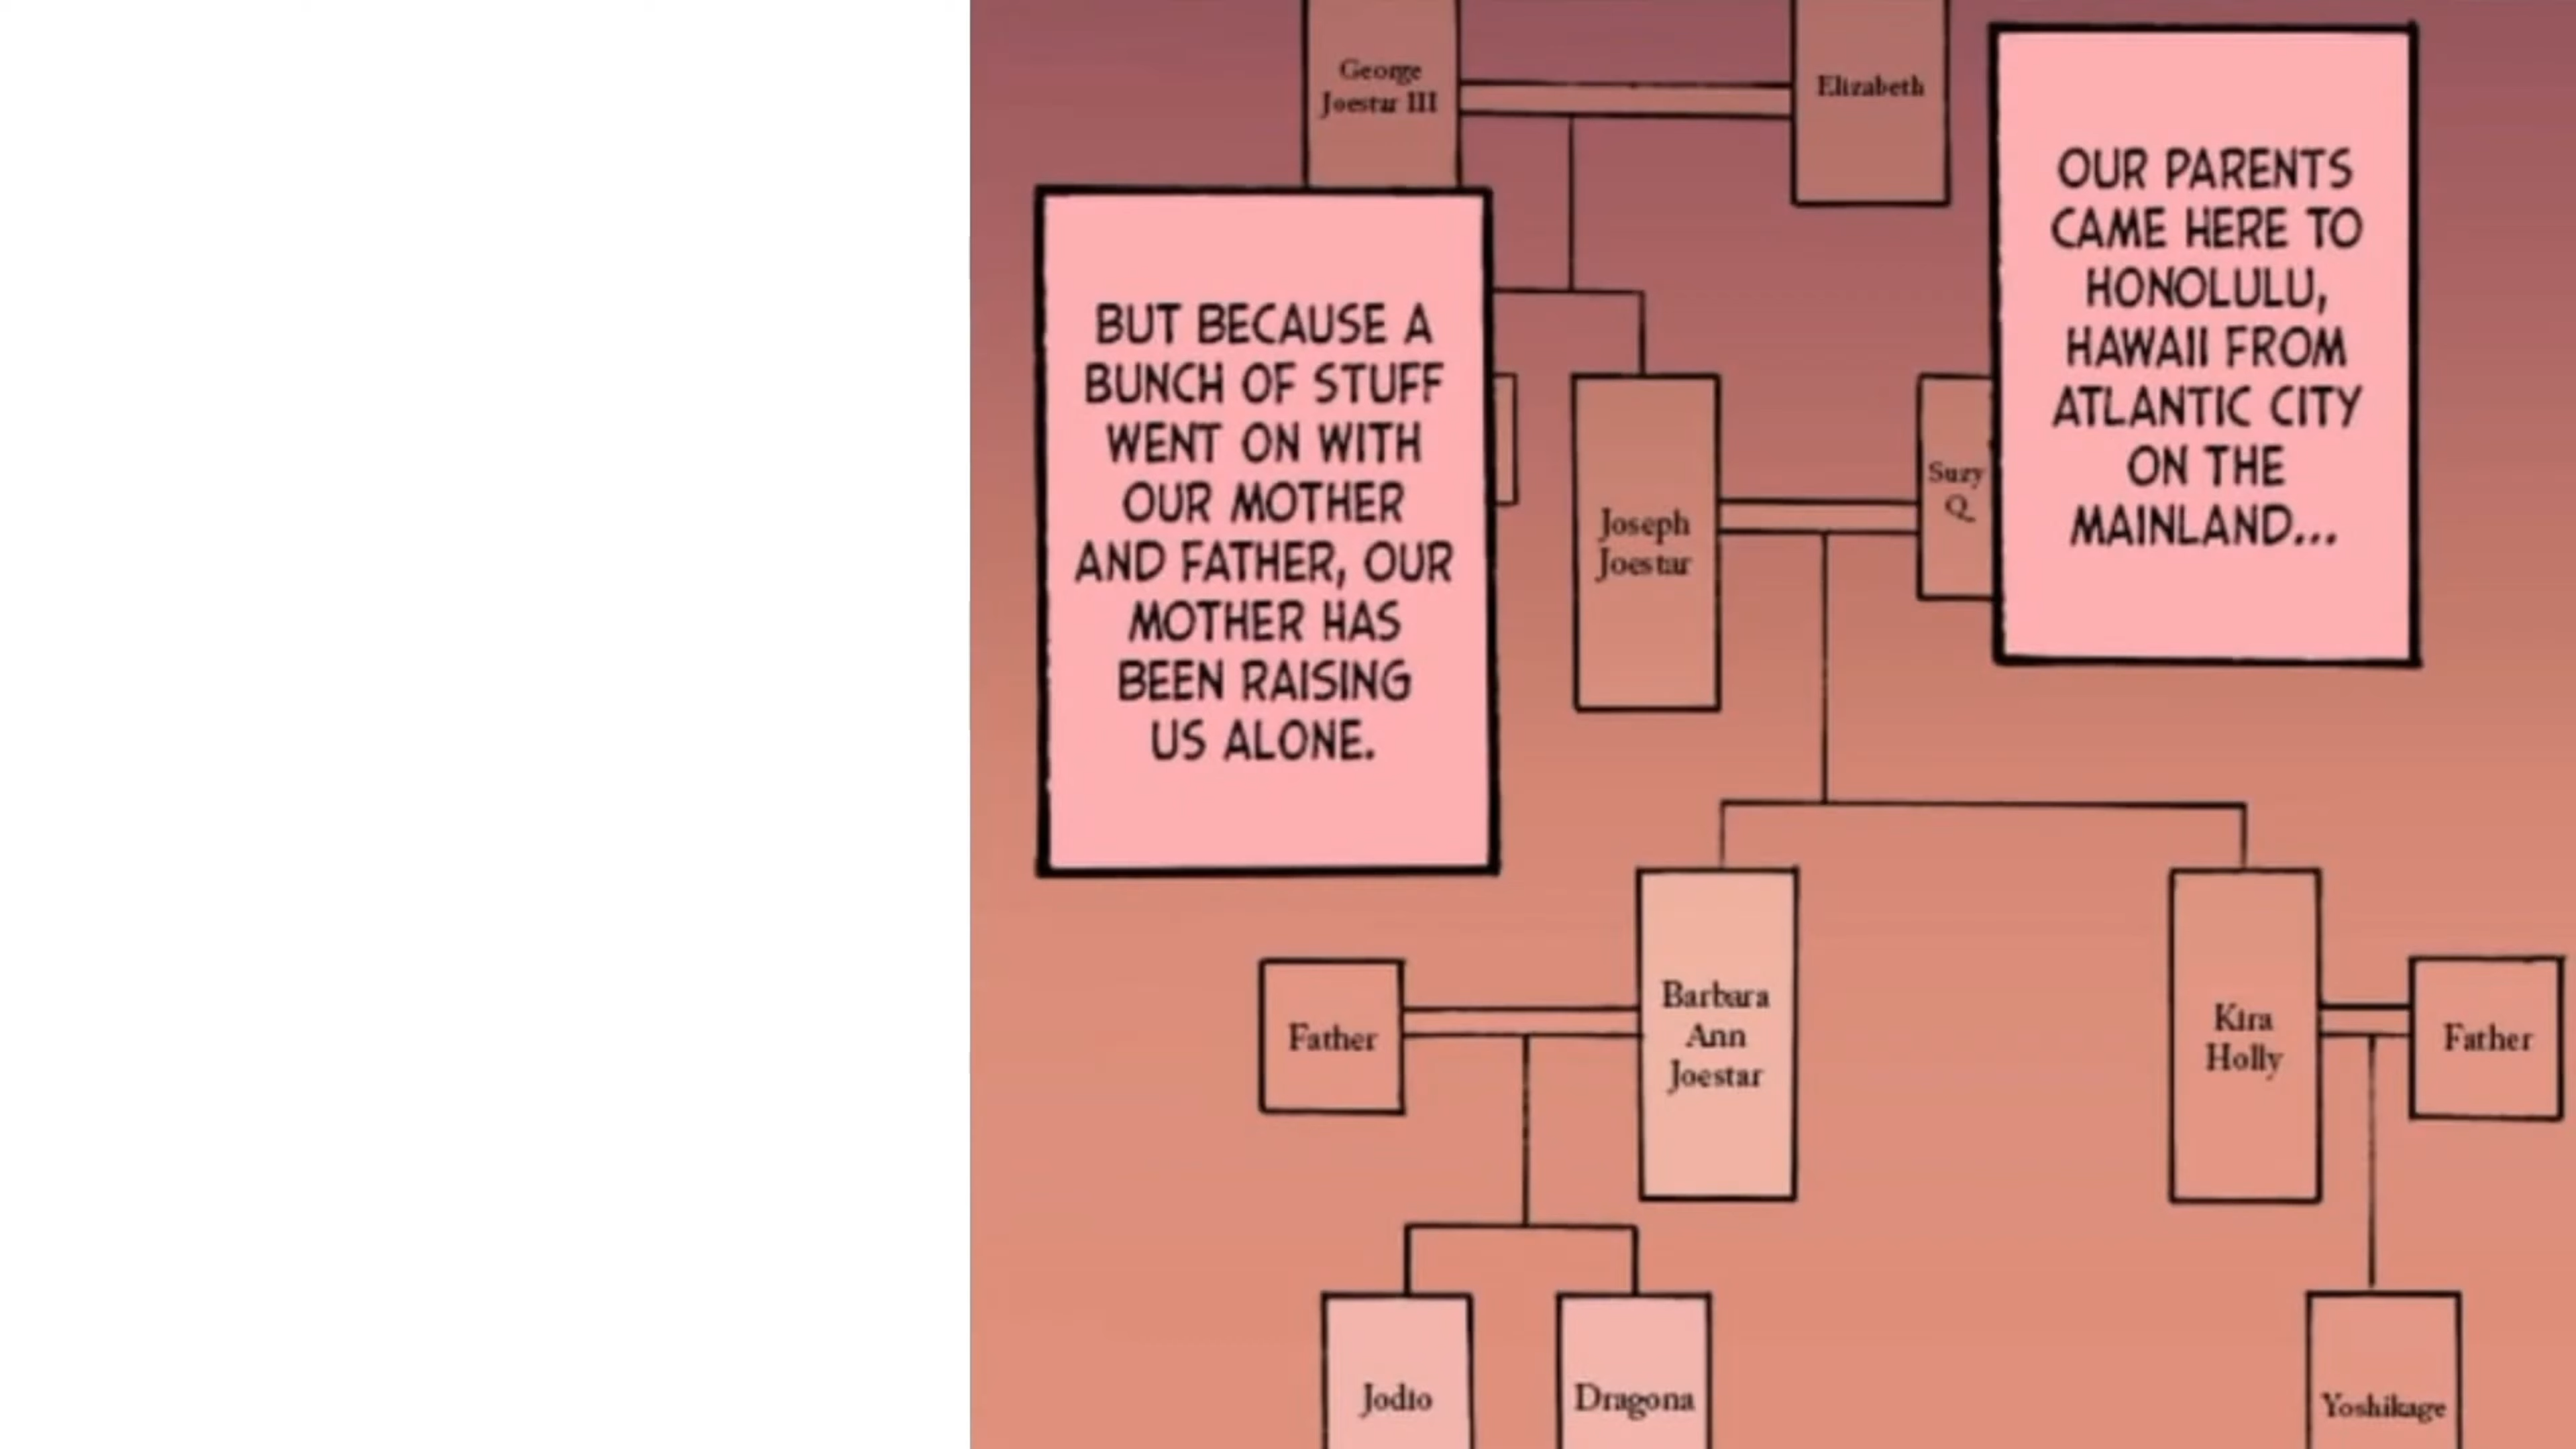 George
Joestar III
Elizabeth
OUR PARENTS
CAME HERE TO
HONOLULU,
HAWAII FROM
ATLANTIC CITY
ON THE
MAINLAND...
BUT BECAUSE A
BUNCH OF STUFF
WENT ON WITH
OUR MOTHER
AND FATHER, OUR
MOTHER HAS
BEEN RAISING
US ALONE.
Joseph
Joestar
Suzy
Q
Father
Barbara
Ann
Joestar
Kira
Holly
Father
Jodio
Dragona
Yoshikage